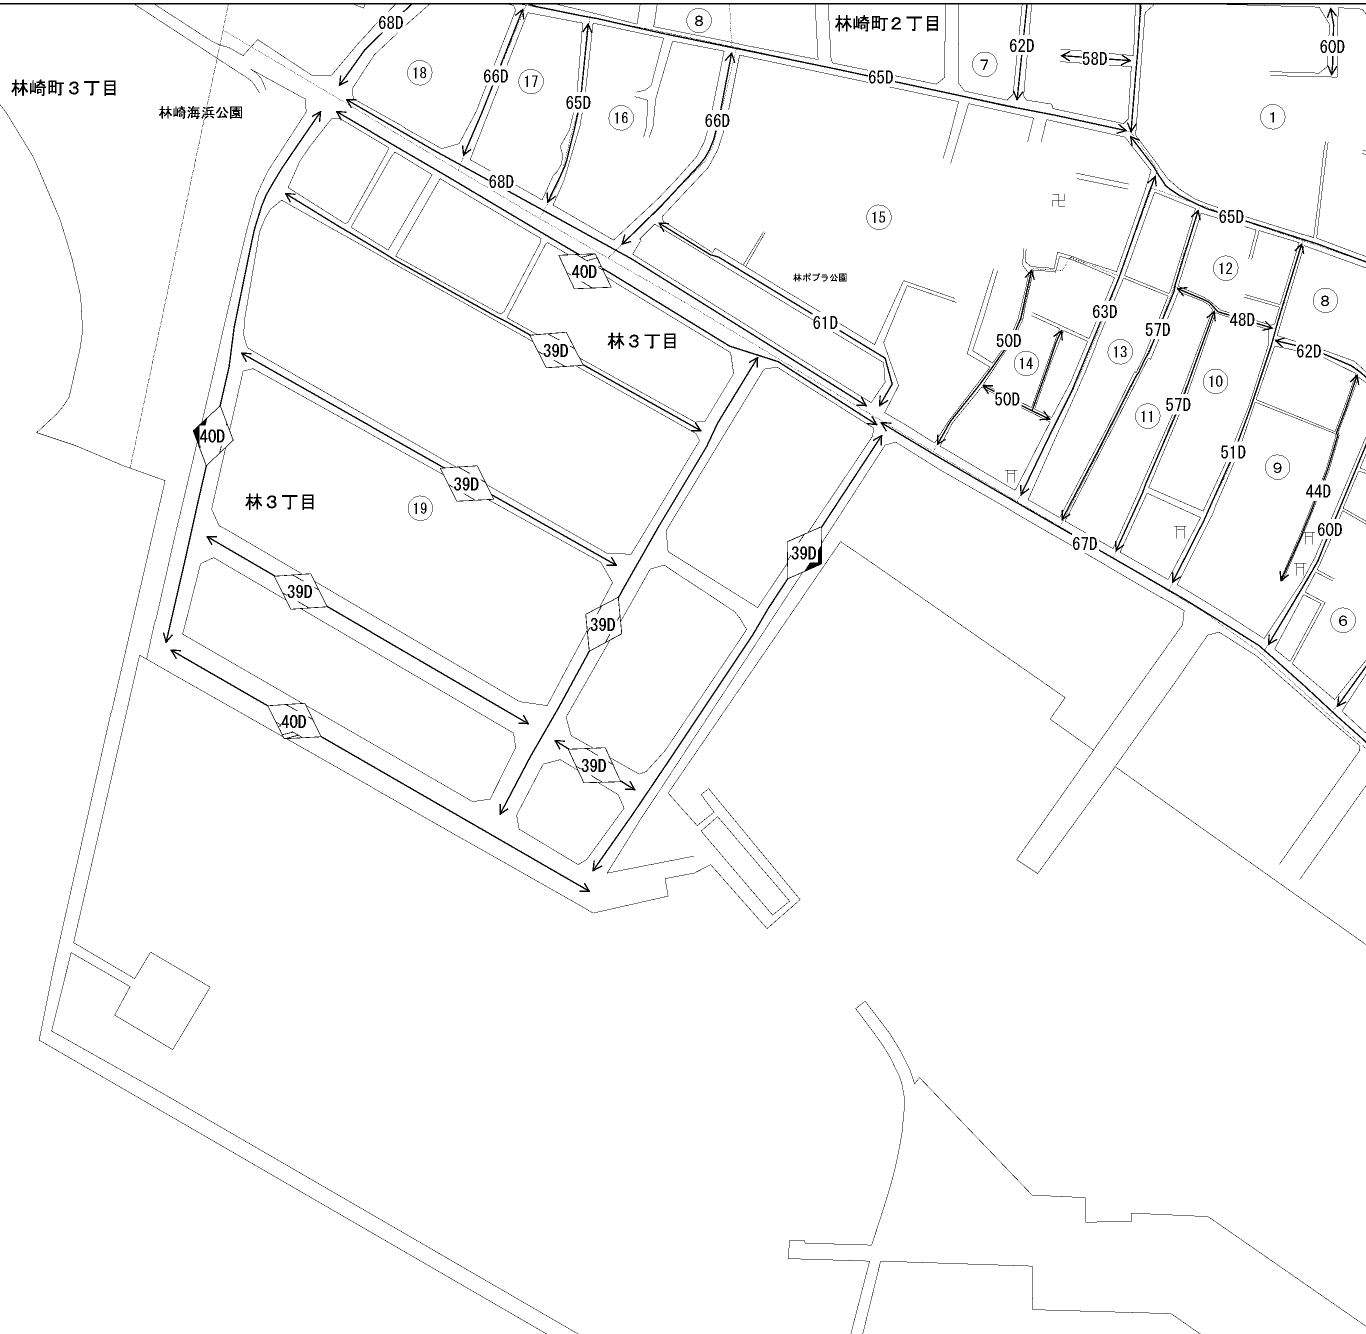 68D
⑧
林崎町２丁目
62D
58D
60D
⑱
66D
⑰
65D
⑦
65D
林崎町３丁目
林崎海浜公園
⑯
66D
①
68D
⑮
卍
65D
40D
林ポプラ公園
⑫
⑧
61D
63D
57D
48D
39D
林３丁目
50D
⑭
⑬
62D
⑩
50D
57D
⑪
40D
51D
⑨
39D
44D
林３丁目
⑲
67D
60D
39D
39D
39D
⑥
40D
39D